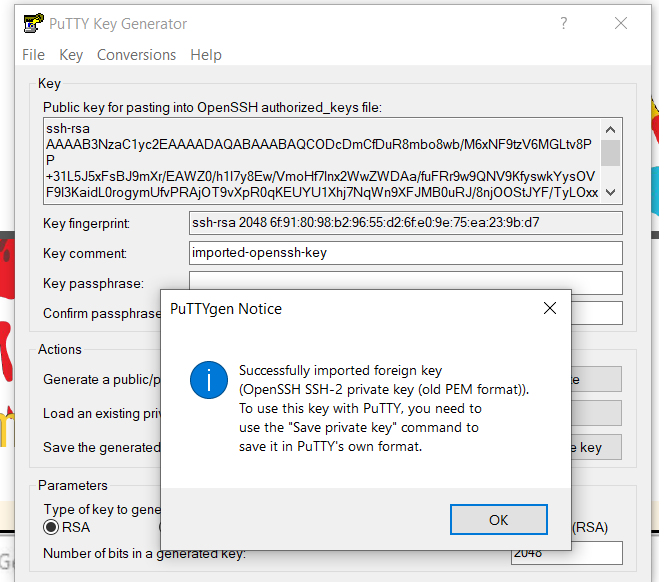 PuTTY Key Generator
File Key Conversions Help
Key
Public key for pasting into OpenSSH authorized_keys file:
ssh-rsa
AAAAB3NzaC1yc2EAAAADAQABAAABAQCODcDmCfDuR8mbo8wb/M6xNF9tzV6MGLtv8P
P
+31L5J5xFsBJ9mXr/EAWZ0/h1I7y8Ew/VmoHf7lnx2WwZWDAa/fuFRr9w9QNV9KfyswkYysOV
F9I3KaidL0rogymUfvPRAjOT9vXpR0qKEUYU1Xhj7NqWn9XFJMB0uRJ/8njOOStJYF/TyLOxx
Key fingerprint:
ssh-rsa 2048 6f:91:80:98:b2:96:55:d2:6f:e0:9e:75:ea:23:9b:d7
Key comment:
imported-openssh-key
Key passphrase:
Confirm passphrase
PuTTYgen Notice
Successfully imported foreign key
(OpenSSH SSH-2 private key (old PEM format)).
To use this key with PuTTY, you need to
use the "Save private key" command to
save it in PuTTY's own format.
OK
Actions
Generate a public/p
Load an existing priv
Save the generated
e key
Parameters
Type of key to gene
RSA
(RSA)
Number of bits in a generated key:
2048